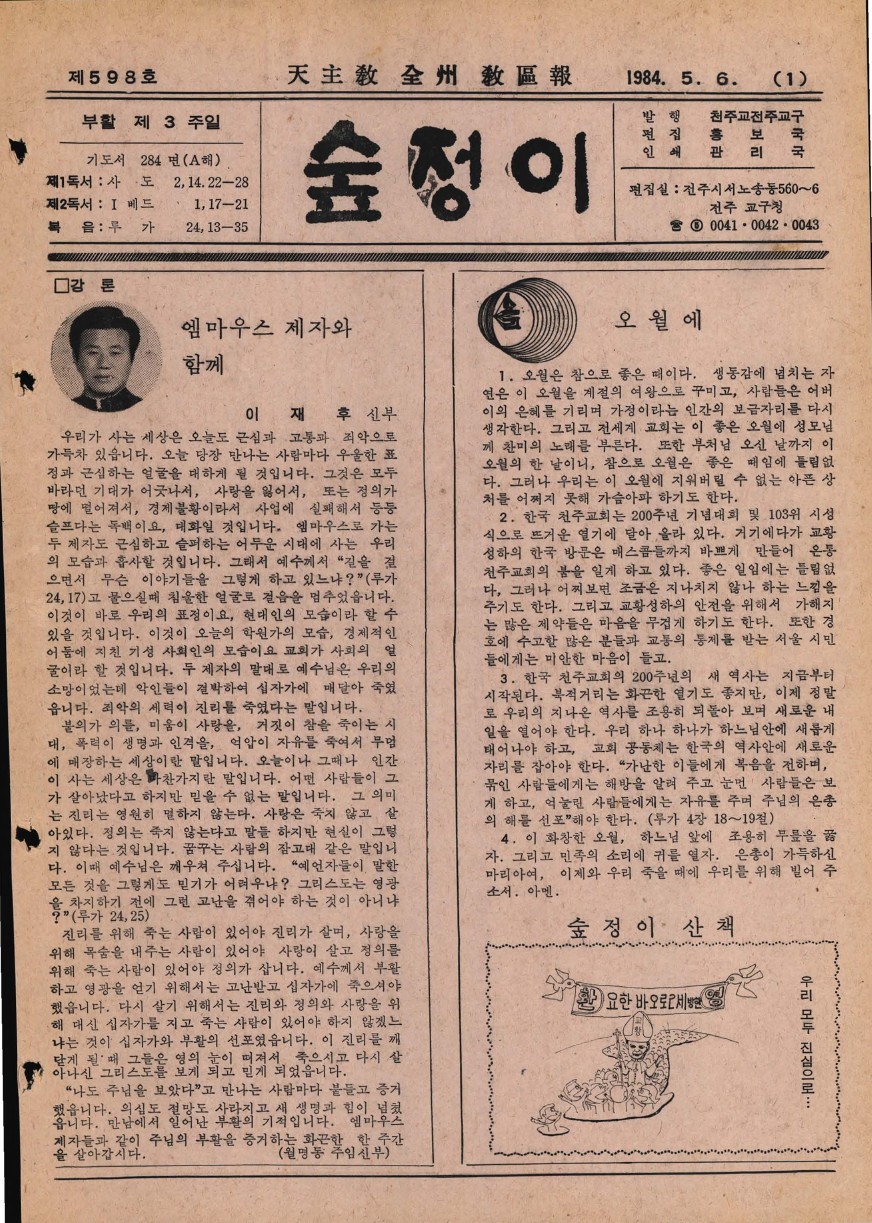 제598호
天主敎 全州 敎區報
1984. 5. 6. (1)
부활 제 3 주일
기도서 284 면(A해)
제1독서 : 사 도 2,14.22—28
제2독서 : I 베드 1,17—21
복 음 : 루 가 24,13—35
숲정이
발 행 천주교전주교구
편 집 홍 보 국
인 쇄 관 리 국
편집실 : 전주시서노송동560~6
전주 교구청
☎ ⑧ 0041·0042·0043
□강 론
엠마우스 제자와
함께
이 재 후 신부
우리가 사는 세상은 오늘도 근심과 고통과 죄악으로
가득차 있읍니다. 오늘 당장 만나는 사람마다 우울한 표
정과 근심하는 얼굴을 대하게 될 것입니다. 그것은 모두
바라던 기대가 어긋나서, 사랑을 잃어서, 또는 정의가
땅에 떨어져서, 경제불황이라서 사업에 실패해서 등등
슬프다는 독백이요, 대화일 것입니다. 엠마우스로 가는
두 제자도 근심하고 슬퍼하는 어두운 시대에 사는 우리
의 모습과 흡사할 것입니다. 그때서 예수께서 “길을 걸
으면서 무슨 이야기들을 그렇게 하고 있느냐?”(루가
24,17)고 물으실때 침울한 얼굴로 걸음을 멈추었읍니다.
이것이 바로 우리의 표정이요, 현대인의 모습이라 할 수
있을 것입니다. 이것이 오늘의 학원가의 모습, 경제적인
어둠에 지친 기성 사회인의 모습이요 교회가 사회의 얼
굴이라 할 것입니다. 두 제자의 말대로 예수님은 우리의
소망이었는데 악인들이 결박하여 십자가에 매달아 죽였
읍니다. 죄악의 세력이 진리를 죽였다는 말입니다.
불의가 의를, 미움이 사랑을, 거짓이 참을 죽이는 시
대, 폭력이 생명과 인격을, 억압이 자유를 죽여서 무덤
에 매장하는 세상이란 말입니다. 오늘이나 그때나 인간
이 사는 세상은 마찬가지란 말입니다. 어떤 사람들이 그
가 살아났다고 하지만 믿을 수 없는 말입니다. 그 의미
는 진리는 영원히 멸하지 않는다. 사랑은 죽지 않고 살
아있다. 정의는 죽지 않는다고 말들 하지만 현실이 그렇
지 않다는 것입니다. 꿈꾸는 사람의 잠고대 같은 말입니
다. 이때 예수님은 깨우쳐 주십니다. “예언자들이 말한
모든 것을 그렇게도 믿기가 어려우냐? 그리스도는 영광
을 차지하기 전에 그런 고난을 겪어야 하는 것이 아니냐
?”(루가 24,25)
진리를 위해 죽는 사람이 있어야 진리가 살며, 사랑을
위해 목숨을 내주는 사람이 있어야 사랑이 살고 정의를
위해 죽는 사람이 있어야 정의가 삽니다. 예수께서 부활
하고 영광을 얻기 위해서는 고난받고 십자가에 죽으셔야
했읍니다. 다시 살기 위해서는 진리와 정의와 사랑을 위
해 대신 십자가를 지고 죽는 사람이 있어야 하지 않겠느
냐는 것이 십자가와 부활의 선포였읍니다. 이 진리를 깨
닫게 될 때 그들은 영의 눈이 떠져서 죽으시고 다시 살
아나신 그리스도를 보게 되고 믿게 되었읍니다.
“나도 주님을 보았다”고 만나는 사람마다 붙들고 증거
했읍니다. 의심도 절망도 사라지고 새 생명과 힘이 넘쳤
읍니다. 만남에서 일어난 부활의 기적입니다. 엠마우스
제자들과 같이 주님의 부활을 증거하는 화끈한 한 주간
을 살아갑시다. (월명동 주임신부)
솔
오 월 에
1. 오월은 참으로 좋은 때이다. 생동감에 넘치는 자
연은 이 오월을 계절의 여왕으로 꾸미고, 사람들은 어버
이의 은혜를 기리며 가정이라는 인간의 보금자리를 다시
생각한다. 그리고 전세계 교회는 이 좋은 오월에 성모님
께 찬미의 노래를 부른다. 또한 부처님 오신 날까지 이
오월의 한 날이니, 참으로 오월은 좋은 때임에 틀림없
다. 그러나 우리는 이 오월에 지워버릴 수 없는 아픈 상
처를 어쩌지 못해 가슴아파 하기도 한다.
2. 한국 천주교회는 200주년 기념대회 및 103위 시성
식으로 뜨거운 열기에 달아 올라 있다. 거기에다가 교황
성하의 한국 방문은 매스콤들까지 바쁘게 만들어 온통
천주교회의 붐을 일게 하고 있다. 좋은 일임에는 틀림없
다, 그러나 어찌보면 조금은 지나치지 않나 하는 느낌을
주기도 한다. 그리고 교황성하의 안전을 위해서 가해지
는 많은 제약들은 마음을 무겁게 하기도 한다. 또한 경
호에 수고할 많은 분들과 교통의 통제를 받는 서울 시민
들에게는 미안한 마음이 들고.
3. 한국 천주교회의 200주년의 새 역사는 지금부터
시작된다. 북적거리는 화끈한 열기도 좋지만, 이제 정말
로 우리의 지나온 역사를 조용히 되돌아 보며 새로운 내
일을 열어야 한다. 우리 하나 하나가 하느님안에 새롭게
태어나야 하고, 교회 공동체는 한국의 역사안에 새로운
자리를 잡아야 한다. “가난한 이들에게 복음을 전하며,
묶인 사람들에게는 해방을 알려 주고 눈먼 사람들은 보
게 하고, 억눌린 사람들에게는 자유를 주며 주님의 은총
의 해를 선포”해야 한다. (루가 4장 18~19절)
4. 이 화창한 오월, 하느님 앞에 조용히 무릎을 꿇
자. 그리고 민족의 소리에 귀를 열자. 은총이 가득하신
마리아여, 이제와 우리 죽을 때에 우리를 위해 빌어 주
소서. 아멘.
숲정이 산책
환 요한바오로2세방한 영
교황
우리 모두 진심으로…